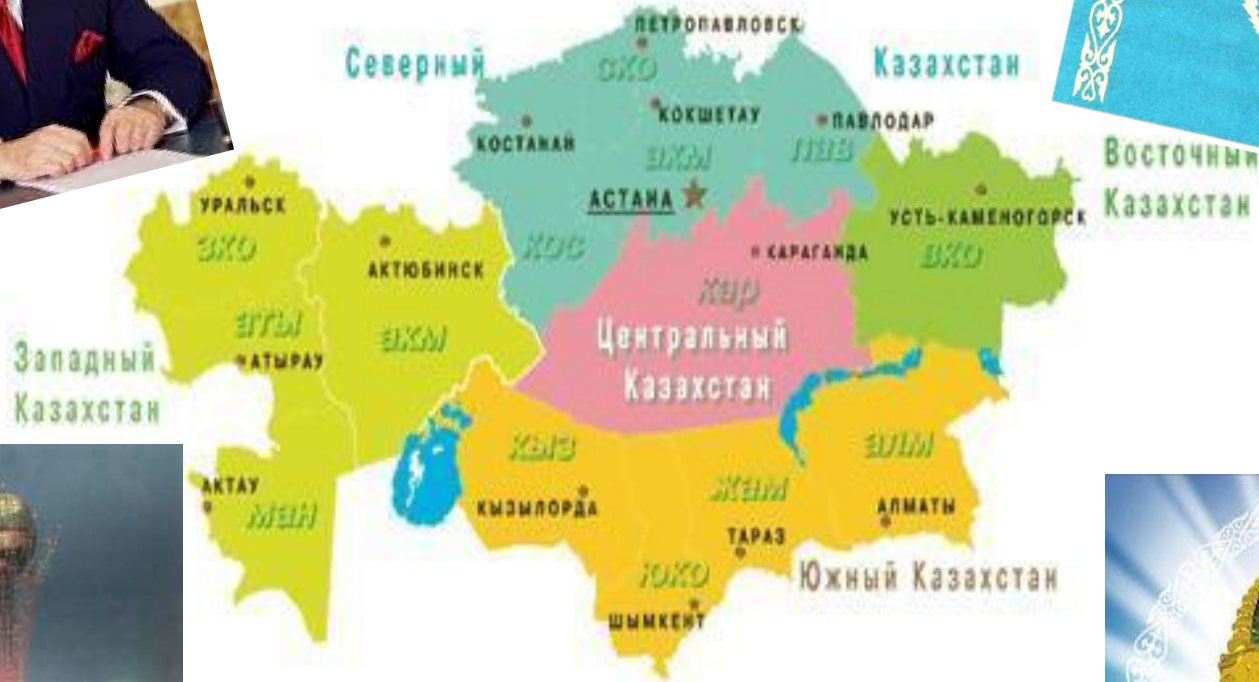 ПЕТРОПАВЛОВСК
Северный
Казахстан
СКО
КОКШЕТАУ
ПАВЛОДАР
КОСТАНАЙ
акм
пав
Восточный
Казахстан
УРАЛЬСК
АСТАНА
УСТЬ-КАМЕНОГОРСК
ЗКО
КОС
КАРАГАНДА
ВКО
АКТЮБИНСК
кар
аты
акм
Центральный
Казахстан
Западный
Казахстан
АТЫРАУ
КЫЗ
алм
АКТАУ
ман
жам
КЫЗЫЛОРДА
АЛМАТЫ
ТАРАЗ
ЮКО
Южный Казахстан
ШЫМКЕНТ